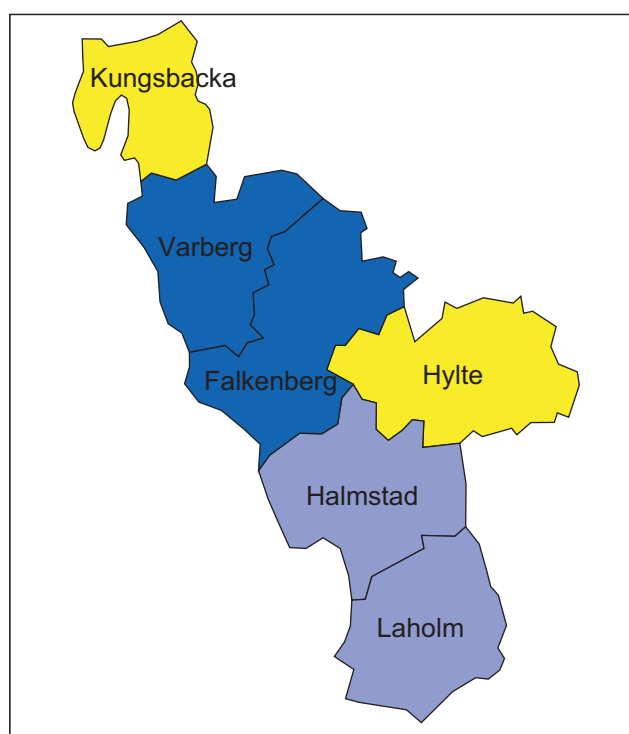 Kungsbacka
Varberg
Falkenberg
Hylte
Halmstad
Laholm